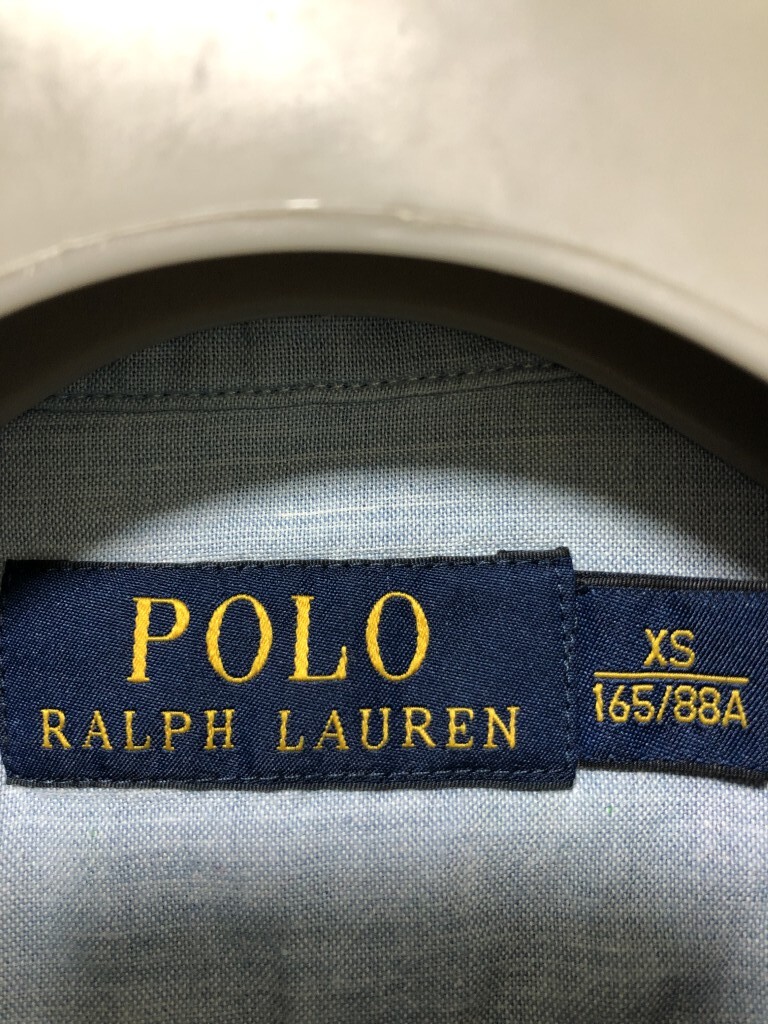 POLO
RALPH LAUREN
XS
165/88A